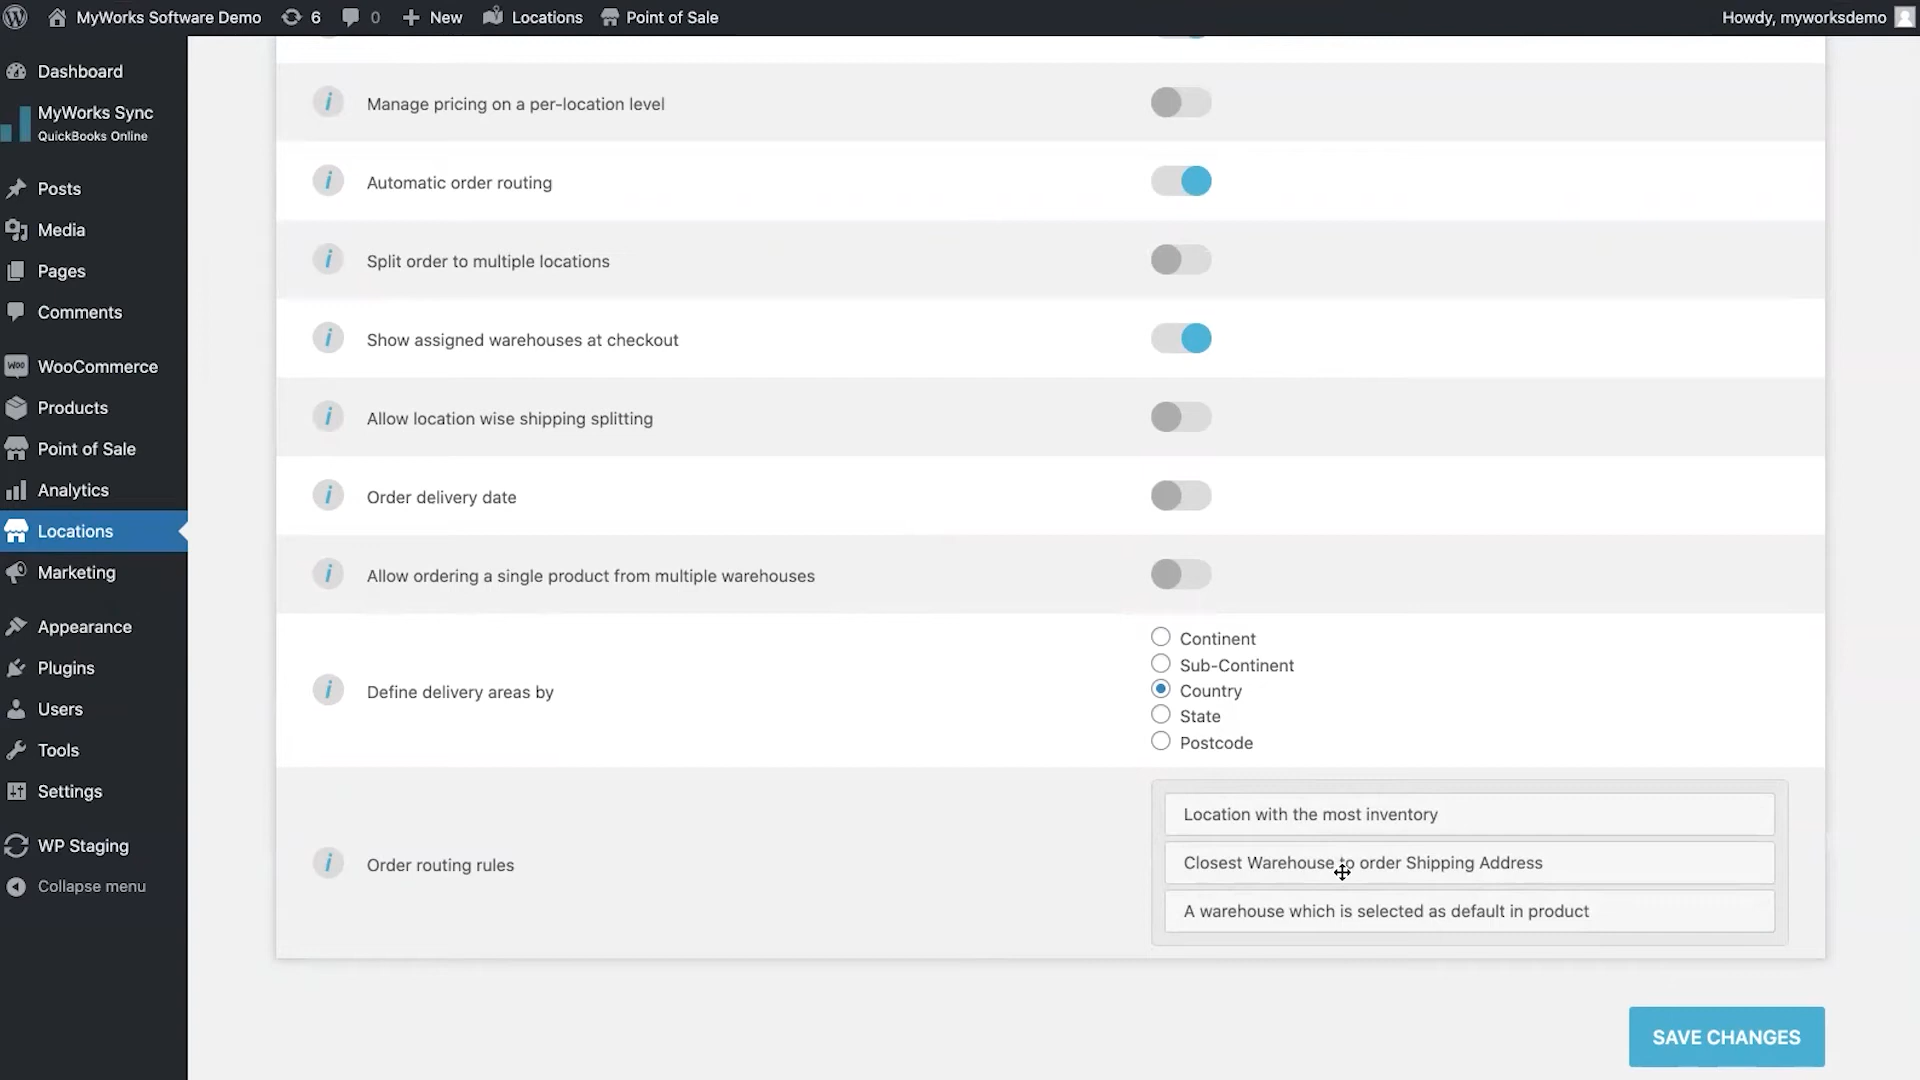 MyWorks Software Demo 6 0 New Locations Point of Sale Howdy, myworksdemo
Dashboard
MyWorks Sync
QuickBooks Online
Posts
Media
Pages
Comments
WooCommerce
Products
Point of Sale
Analytics
Locations
Marketing
Appearance
Plugins
Users
Tools
Settings
WP Staging
Collapse menu
i Manage pricing on a per-location level
i Automatic order routing
i Split order to multiple locations
i Show assigned warehouses at checkout
i Allow location wise shipping splitting
i Order delivery date
i Allow ordering a single product from multiple warehouses
i Define delivery areas by
Continent
Sub-Continent
Country
State
Postcode
i Order routing rules
Location with the most inventory
Closest Warehouse to order Shipping Address
A warehouse which is selected as default in product
SAVE CHANGES